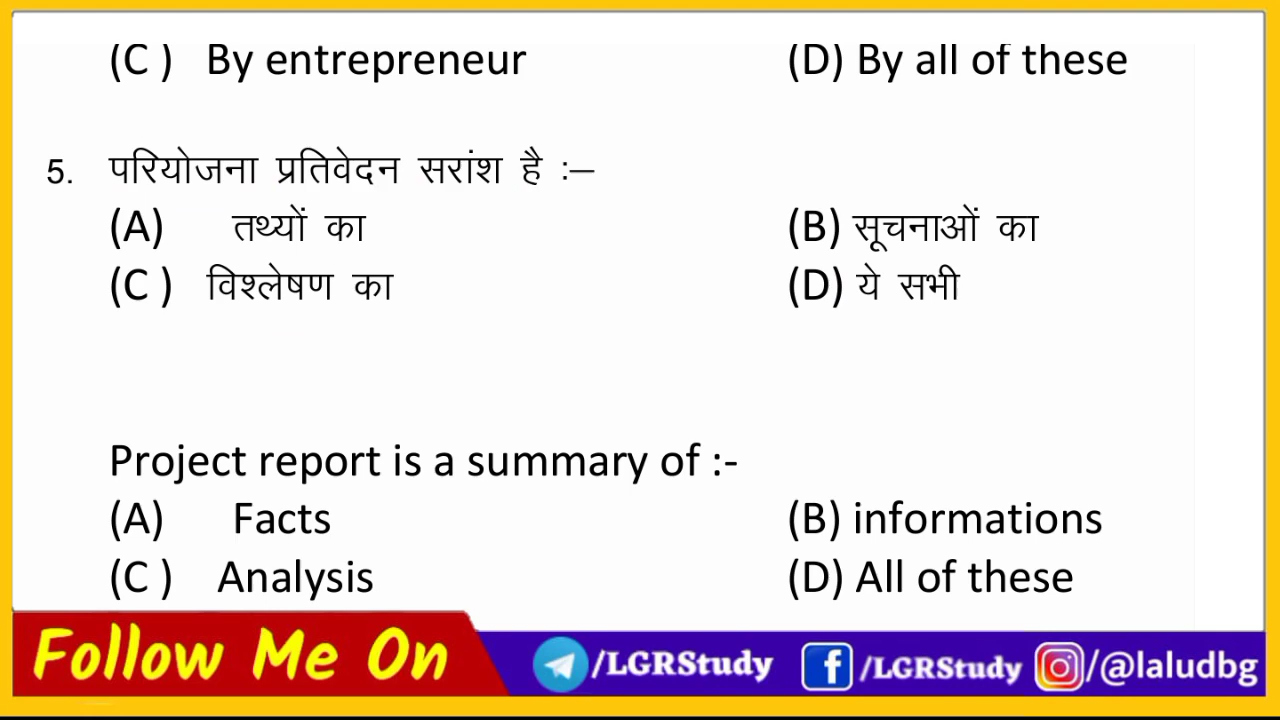 (C ) By entrepreneur (D) By all of these
5. परियोजना प्रतिवेदन सरांश है :–
(A) तथ्यों का (B) सूचनाओं का
(C ) विश्लेषण का (D) ये सभी
Project report is a summary of :-
(A) Facts (B) informations
(C ) Analysis (D) All of these
Follow Me On /LGRStudy /LGRStudy /@laludbg